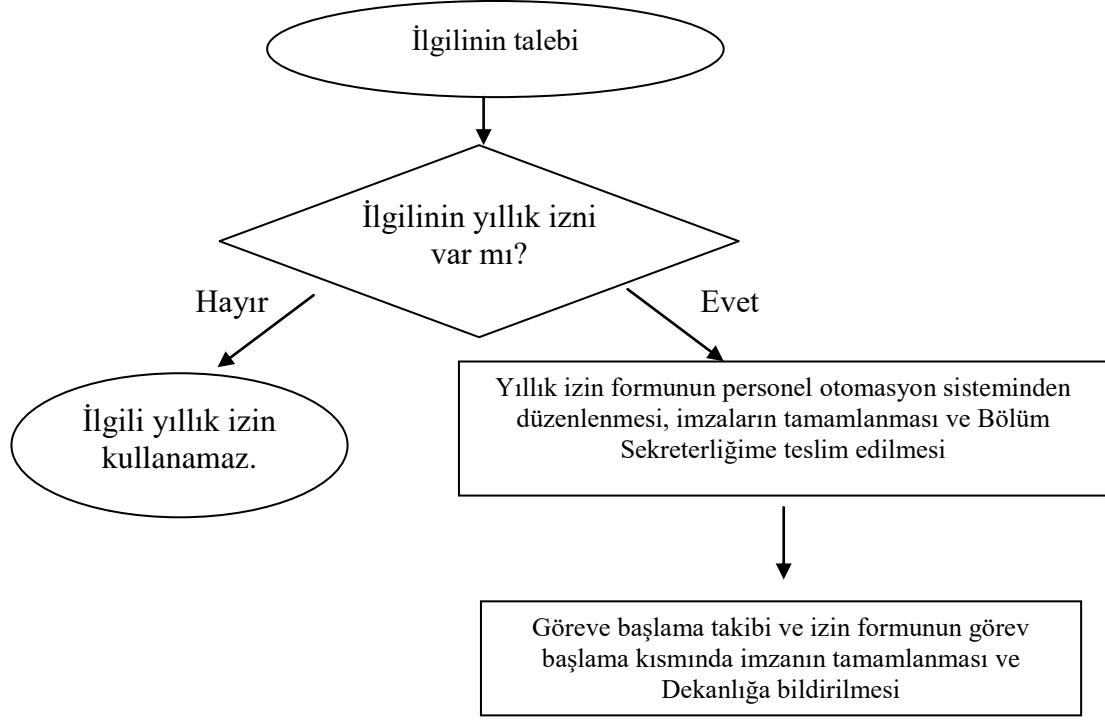 İlgilinin talebi
İlgilinin yıllık izni
var mı?
Hayır
Evet
İlgili yıllık izin
kullanamaz.
Yıllık izin formunun personel otomasyon sisteminden
düzenlenmesi, imzaların tamamlanması ve Bölüm
Sekreterliğime teslim edilmesi
Göreve başlama takibi ve izin formunun görev
başlama kısmında imzanın tamamlanması ve
Dekanlığa bildirilmesi